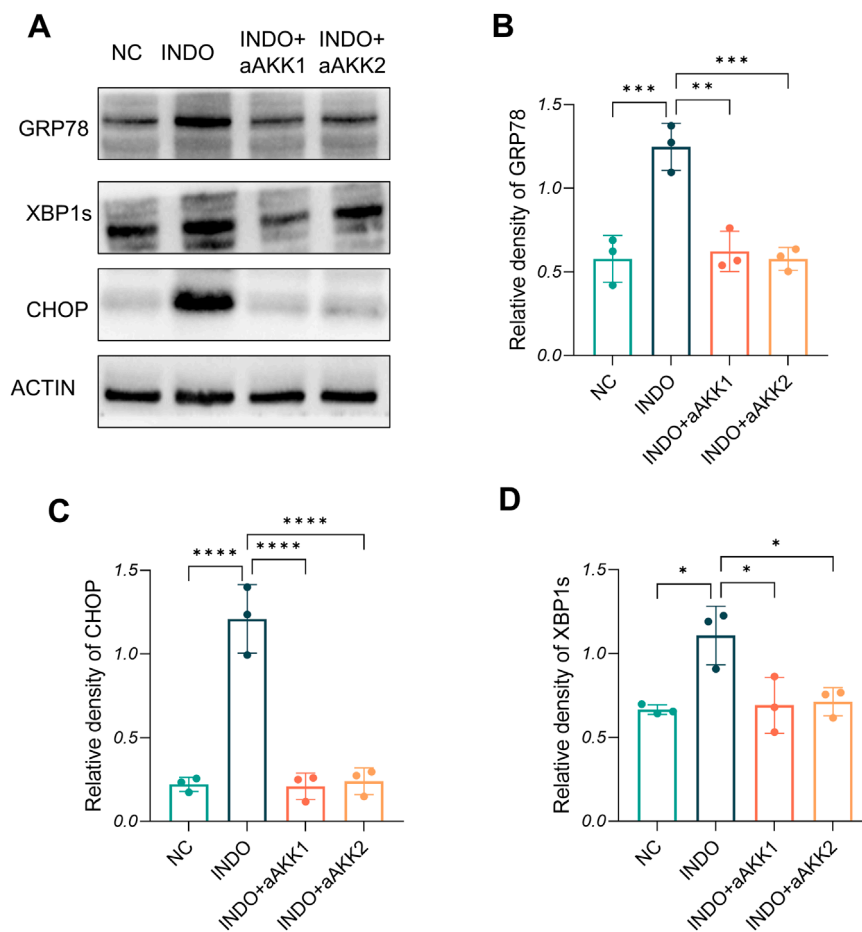 A
NC INDO INDO+ INDO+
aAKK1 aAKK2
GRP78
XBP1s
CHOP
ACTIN
B
***
*** **
Relative density of GRP78
1.5
1.0
0.5
0.0
NC
INDO
INDO+aAKK1
INDO+aAKK2
C
****
**** ****
Relative density of CHOP
1.5
1.0
0.5
0.0
NC
INDO
INDO+aAKK1
INDO+aAKK2
D
*
* *
Relative density of XBP1s
1.5
1.0
0.5
0.0
NC
INDO
INDO+aAKK1
INDO+aAKK2